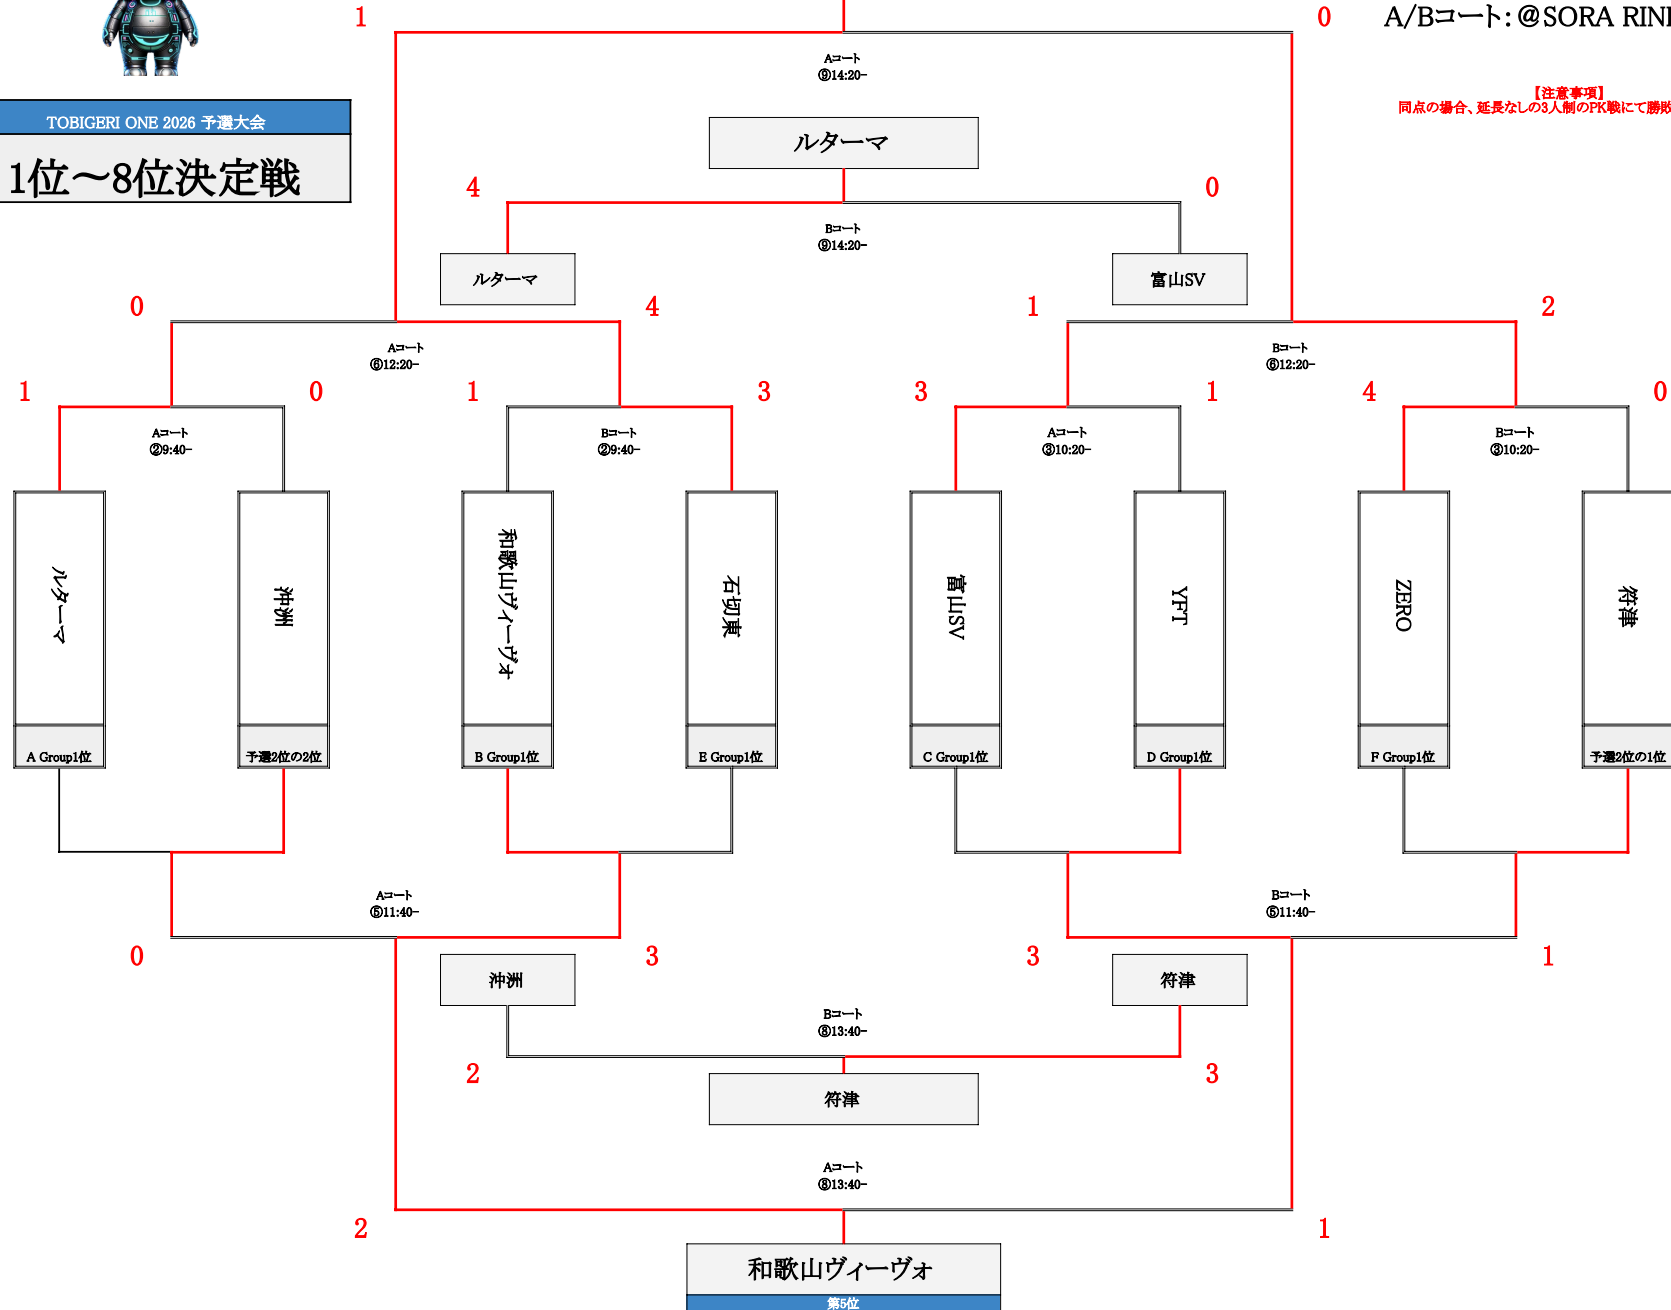 1
0
A/Bコート：@SORA RIN
Aコート
⑨14:20-
【注意事項】
同点の場合、延長なしの3人制のPK戦にて勝敗
TOBIGERI ONE 2026 予選大会
1位～8位決定戦
ルターマ
4
0
Bコート
⑨14:20-
ルターマ
富山SV
0
4
1
2
Aコート
⑥12:20-
Bコート
⑥12:20-
1
0
1
3
3
1
4
0
Aコート
②9:40-
Bコート
②9:40-
Aコート
③10:20-
Bコート
③10:20-
ルターマ
沖洲
和歌山ヴィーヴォ
石切東
富山SV
YFT
ZERO
符津
A Group1位
予選2位の2位
B Group1位
E Group1位
C Group1位
D Group1位
F Group1位
予選2位の1位
Aコート
⑤11:40-
Bコート
⑤11:40-
0
3
3
1
沖洲
符津
Bコート
⑧13:40-
2
3
符津
Aコート
⑧13:40-
2
1
和歌山ヴィーヴォ
第5位